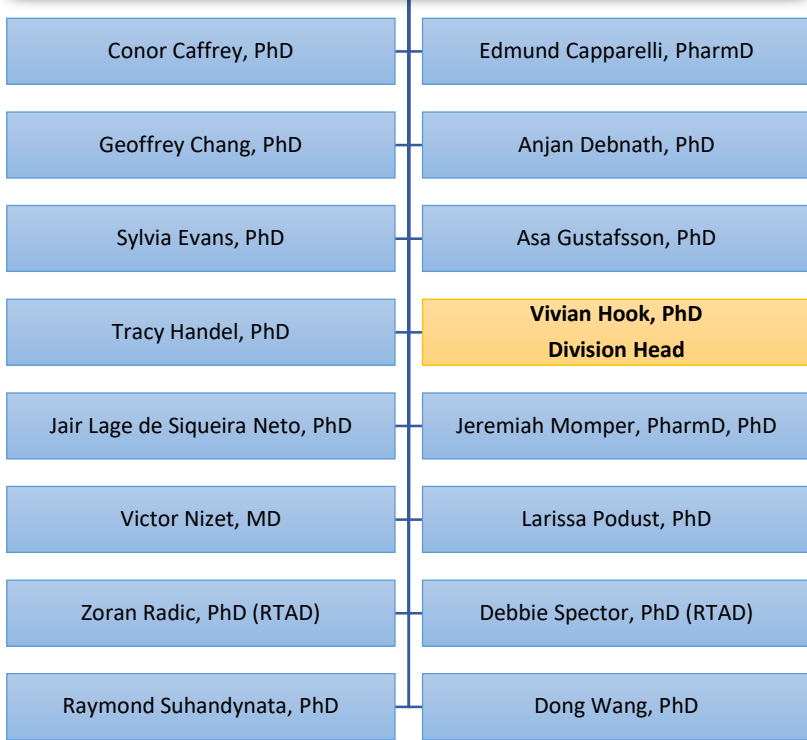 Conor Caffrey, PhD
Edmund Capparelli, PharmD
Geoffrey Chang, PhD
Anjan Debnath, PhD
Sylvia Evans, PhD
Asa Gustafsson, PhD
Tracy Handel, PhD
Vivian Hook, PhD
Division Head
Jair Lage de Siqueira Neto, PhD
Jeremiah Momper, PharmD, PhD
Victor Nizet, MD
Larissa Podust, PhD
Zoran Radic, PhD (RTAD)
Debbie Spector, PhD (RTAD)
Raymond Suhandynata, PhD
Dong Wang, PhD